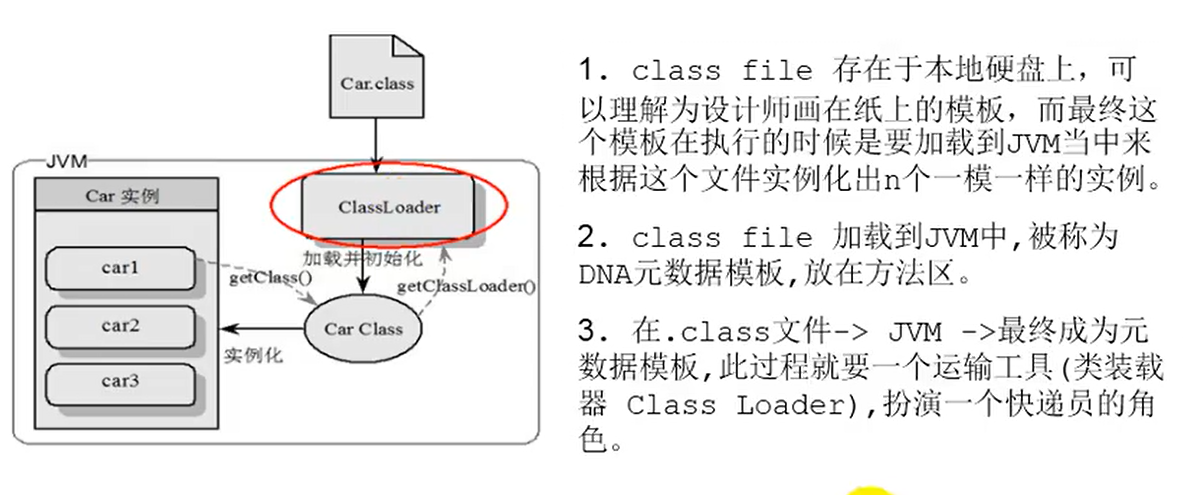 Car.class
JVM
Car 实例
ClassLoader
加载并初始化
car1
getClass()
getClassLoader()
car2
Car Class
实例化
car3
1. class file 存在于本地硬盘上，可
以理解为设计师画在纸上的模板，而最终这
个模板在执行的时候是要加载到JVM当中来
根据这个文件实例化出n个一模一样的实例。
2. class file 加载到JVM中,被称为
DNA元数据模板,放在方法区。
3. 在.class文件-> JVM ->最终成为元
数据模板,此过程就要一个运输工具(类装载
器 Class Loader),扮演一个快递员的角
色。